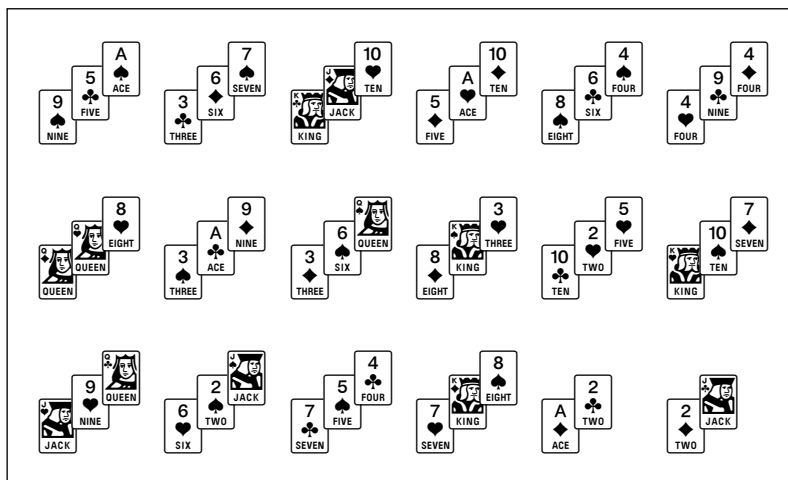 A ACE
5 FIVE
9 NINE
7 SEVEN
6 SIX
3 THREE
10 TEN
J JACK
K KING
10 TEN
A ACE
5 FIVE
4 FOUR
6 SIX
8 EIGHT
4 FOUR
9 NINE
4 FOUR
8 EIGHT
Q QUEEN
Q QUEEN
9 NINE
A ACE
3 THREE
Q QUEEN
6 SIX
3 THREE
3 THREE
K KING
8 EIGHT
5 FIVE
2 TWO
10 TEN
7 SEVEN
10 TEN
K KING
Q QUEEN
9 NINE
J JACK
J JACK
2 TWO
6 SIX
4 FOUR
5 FIVE
7 SEVEN
8 EIGHT
K KING
7 SEVEN
2 TWO
A ACE
J JACK
2 TWO